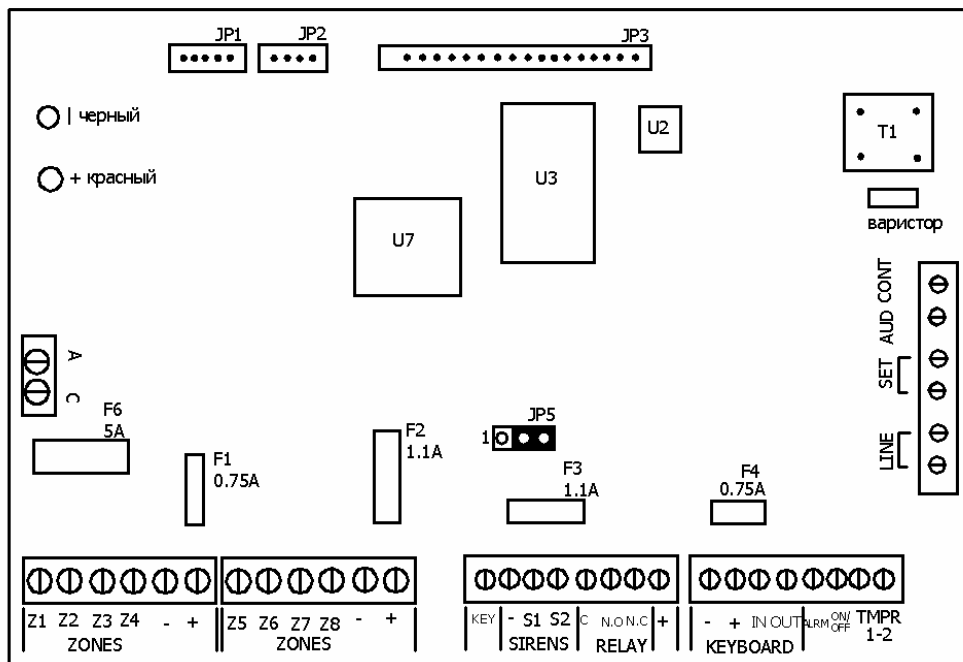 JP1 JP2 JP3
| черный
+ красный
U2
T1
U3
U7
варистор
AUD CONT
SET
LINE
A
C
F6
5A
F1
0.75A
F2
1.1A
JP5
1
F3
1.1A
F4
0.75A
Z1 Z2 Z3 Z4 - +
ZONES
Z5 Z6 Z7 Z8 - +
ZONES
KEY - S1 S2 C N.O N.C +
SIRENS RELAY
- + IN OUT ALRM ON/OFF TMPR 1-2
KEYBOARD